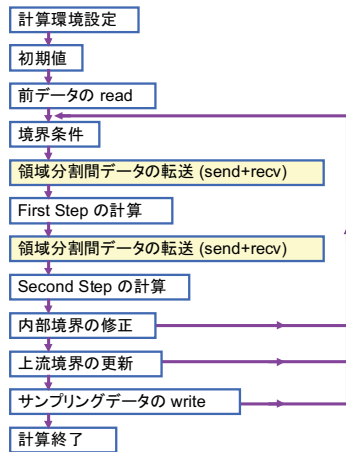 計算環境設定
初期値
前データの read
境界条件
領域分割間データの転送 (send+recv)
First Step の計算
領域分割間データの転送 (send+recv)
Second Step の計算
内部境界の修正
上流境界の更新
サンプリングデータの write
計算終了